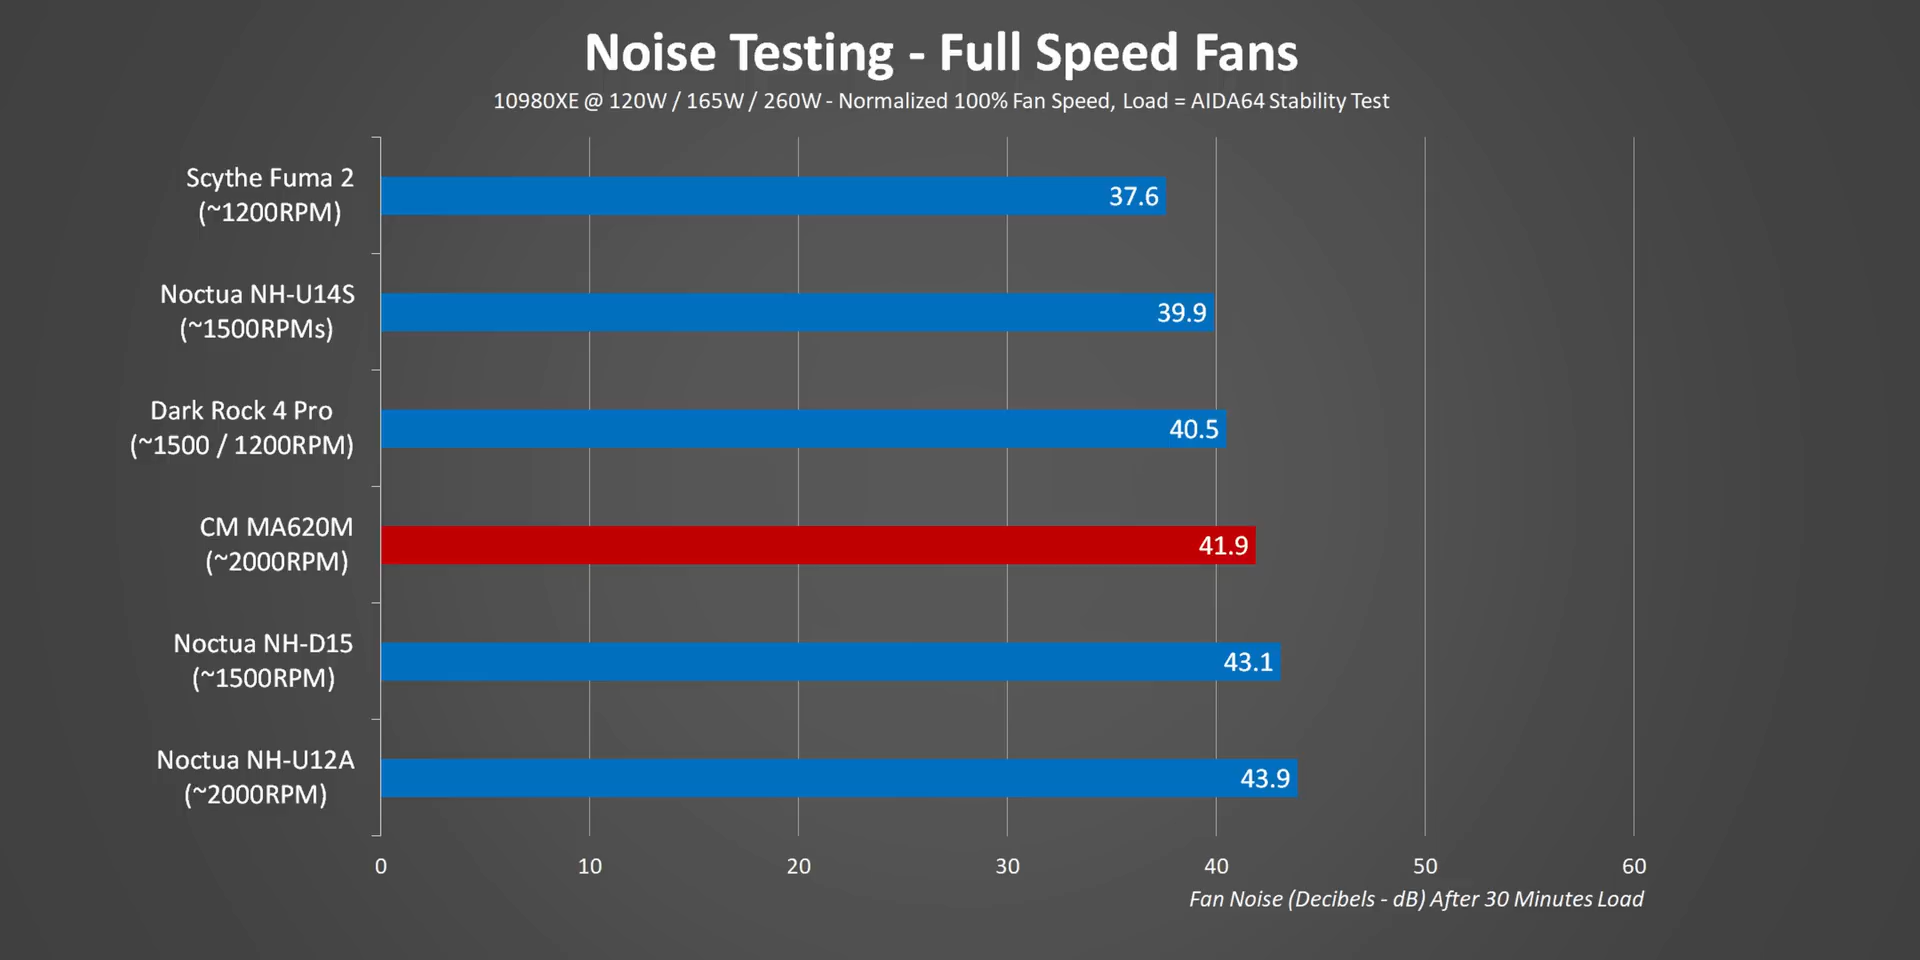 Noise Testing - Full Speed Fans
10980XE @ 120W / 165W / 260W - Normalized 100% Fan Speed, Load = AIDA64 Stability Test
Scythe Fuma 2
(~1200RPM)
37.6
Noctua NH-U14S
(~1500RPMs)
39.9
Dark Rock 4 Pro
(~1500 / 1200RPM)
40.5
CM MA620M
(~2000RPM)
41.9
Noctua NH-D15
(~1500RPM)
43.1
Noctua NH-U12A
(~2000RPM)
43.9
0 10 20 30 40 50 60
Fan Noise (Decibels - dB) After 30 Minutes Load